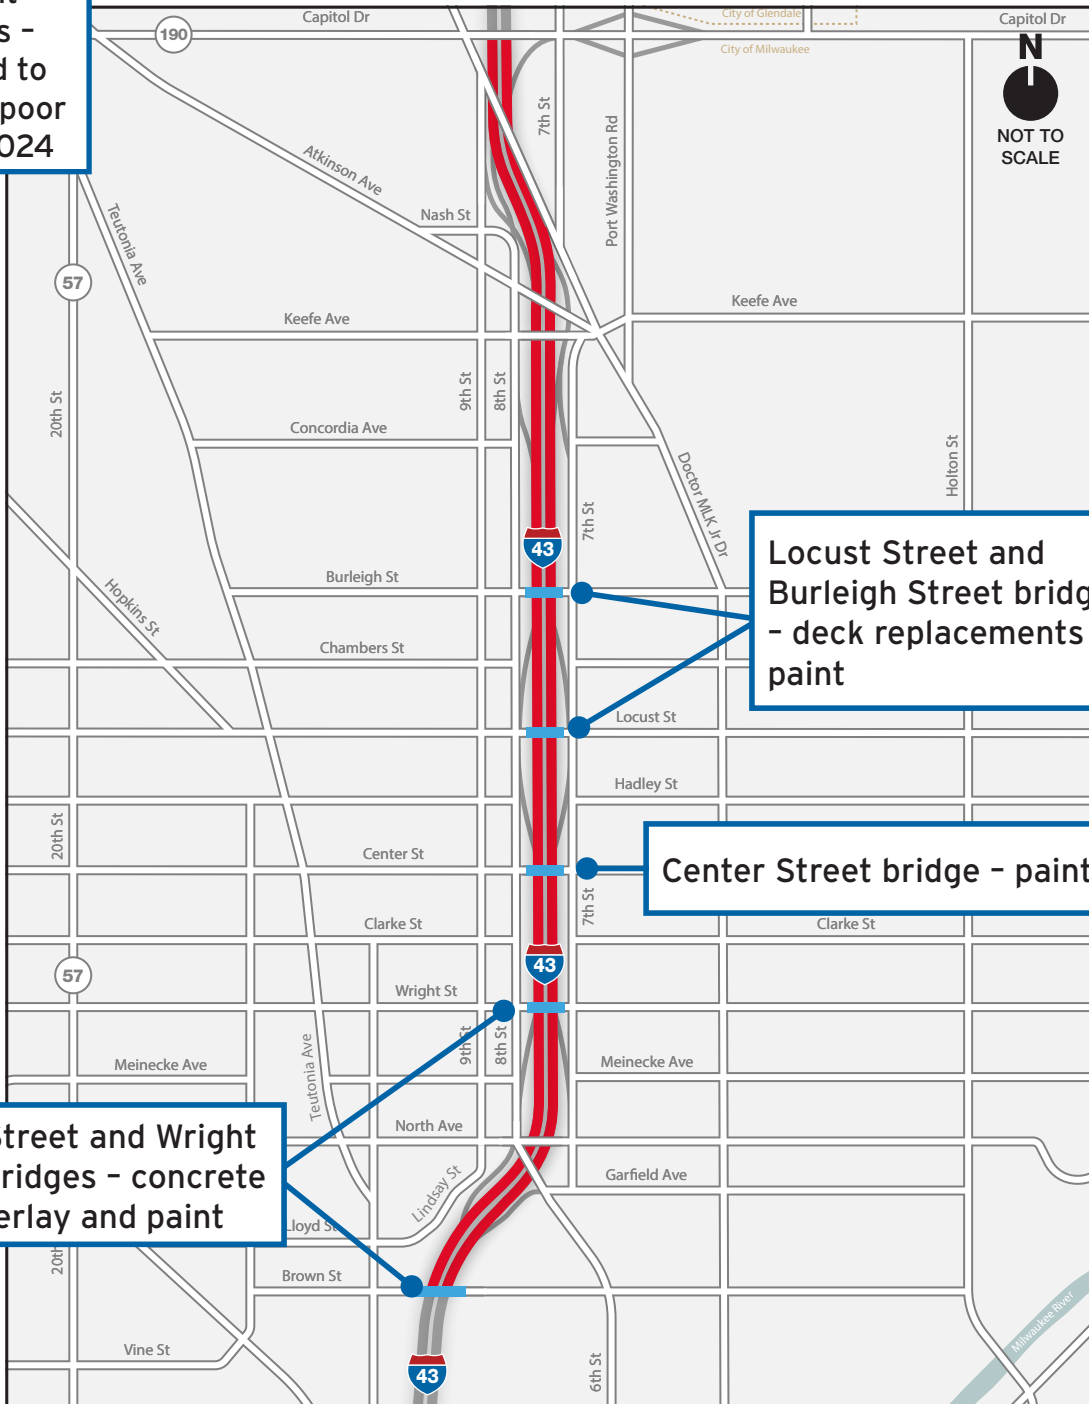 s –
d to
poor
024
Capitol Dr
190
City of Glendale
City of Milwaukee
Capitol Dr
N
NOT TO
SCALE
7th St
Port Washington Rd
Atkinson Ave
Nash St
Teutonia Ave
57
Keefe Ave
Keefe Ave
20th St
9th St
8th St
Concordia Ave
Doctor MLK Jr Dr
Holton St
7th St
43
Locust Street and
Burleigh Street bridg
– deck replacements
paint
Burleigh St
Hopkins St
Chambers St
Locust St
Hadley St
20th St
Center St
Center Street bridge – paint
7th St
Clarke St
Clarke St
43
57
Wright St
9th St
8th St
Teutonia Ave
Meinecke Ave
Meinecke Ave
Street and Wright
ridges – concrete
erlay and paint
North Ave
Garfield Ave
Lindsay St
Lloyd St
20th
Brown St
Milwaukee River
Vine St
43
6th St